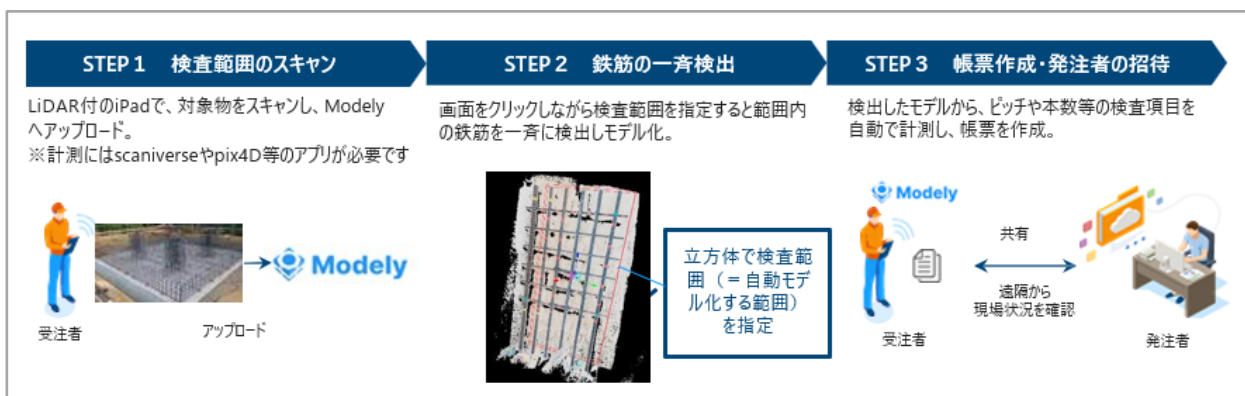 STEP 1 検査範囲のスキャン
LiDAR付のiPadで、対象物をスキャンし、Modely
へアップロード。
※計測にはscaniverseやpix4D等のアプリが必要です
Modely
受注者
アップロード
STEP 2 鉄筋の一斉検出
画面をクリックしながら検査範囲を指定すると範囲内
の鉄筋を一斉に検出しモデル化。
立方体で検査範
囲（＝自動モデ
ル化する範囲）
を指定
STEP 3 帳票作成・発注者の招待
検出したモデルから、ピッチや本数等の検査項目を
自動で計測し、帳票を作成。
Modely
共有
遠隔から
現場状況を確認
受注者
発注者